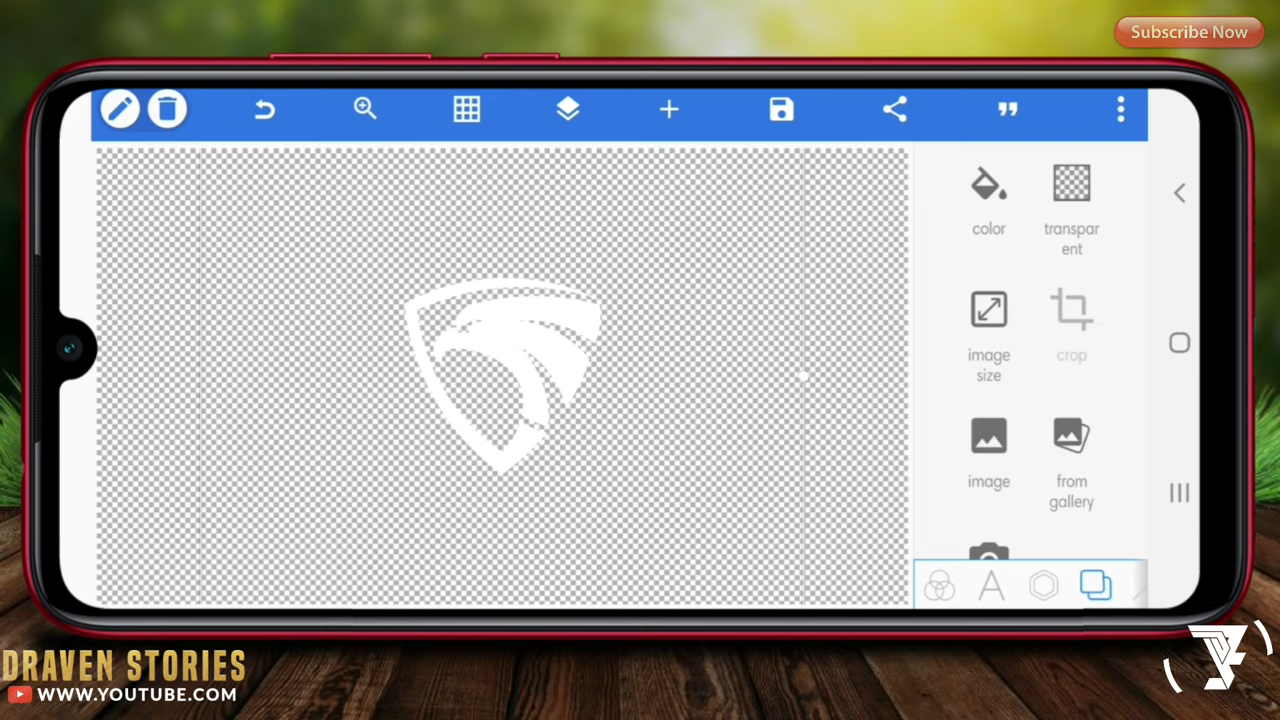 Subscribe Now
color
transpar
ent
image
size
crop
image
from
gallery
DRAVEN STORIES
WWW.YOUTUBE.COM